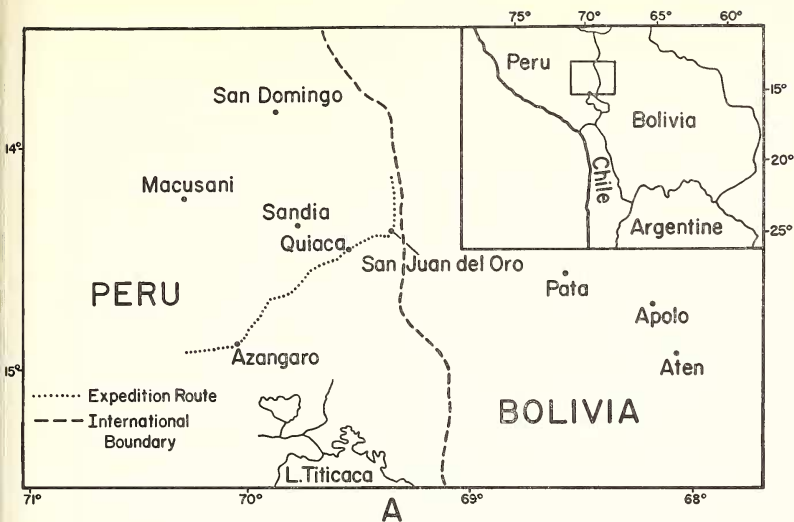 75° 70° 65° 60°
Peru
15°
San Domingo
Bolivia
14°
20°
Macusani
Chile
Sandia
Argentine
25°
Quiaca
San Juan del Oro
Pata
PERU
Apolo
Azangaro
Aten
15°
Expedition Route
BOLIVIA
International
Boundary
L. Titicaca
71° 70° 69° 68°
A